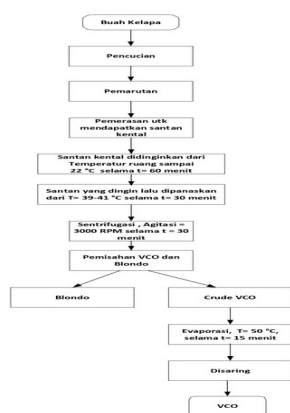 Buah Kelapa
Pencucian
Pemarutan
Pemerasan utk
mendapatkan santan
kental
Santan kental didinginkan dari
Temperatur ruang sampai
22 °C selama t= 60 menit
Santan yang dingin lalu dipanaskan
dari T= 39-41 °C selama t= 30 menit
Sentrifugasi , Agitasi =
3000 RPM selama t = 30
menit
Pemisahan VCO dan
Blondo
Blondo
Crude VCO
Evaporasi, T= 50 °C,
selama t= 15 menit
Disaring
VCO